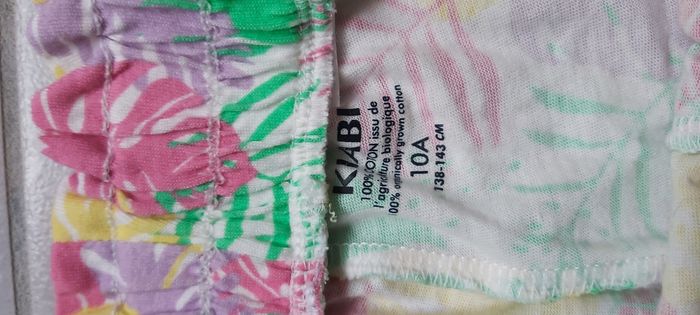 KIABI
100% COTON issu de
l'agriculture biologique
100% organically grown cotton
10A
138-143 CM